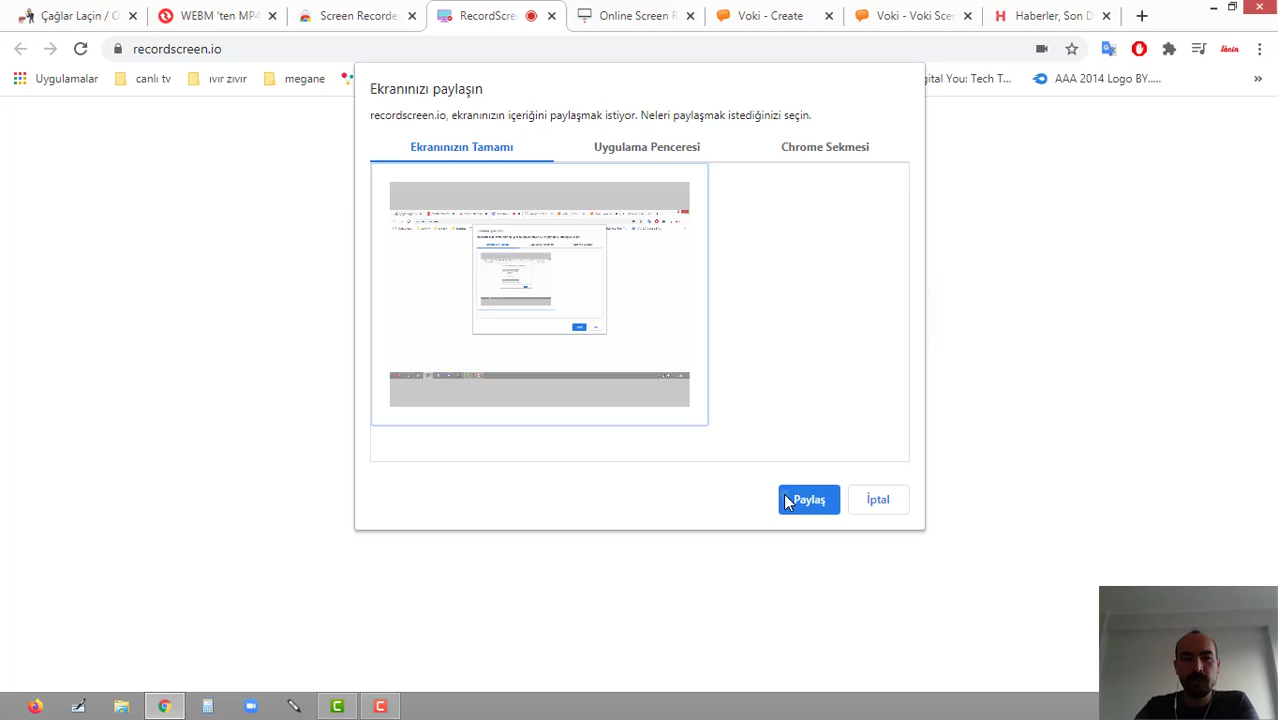 Çağlar Laçin / O
WEBM 'ten MP4
Screen Recorde
RecordScre
Online Screen R
Voki - Create
Voki - Voki Scen
Haberler, Son D
recordscreen.io
Uygulamalar
canlı tv
ıvır zıvır
megane
igital You: Tech T...
AAA 2014 Logo BY.....
»
Ekranınızı paylaşın
recordscreen.io, ekranınızın içeriğini paylaşmak istiyor. Neleri paylaşmak istediğinizi seçin.
Ekranınızın Tamamı
Uygulama Penceresi
Chrome Sekmesi
Paylaş
İptal